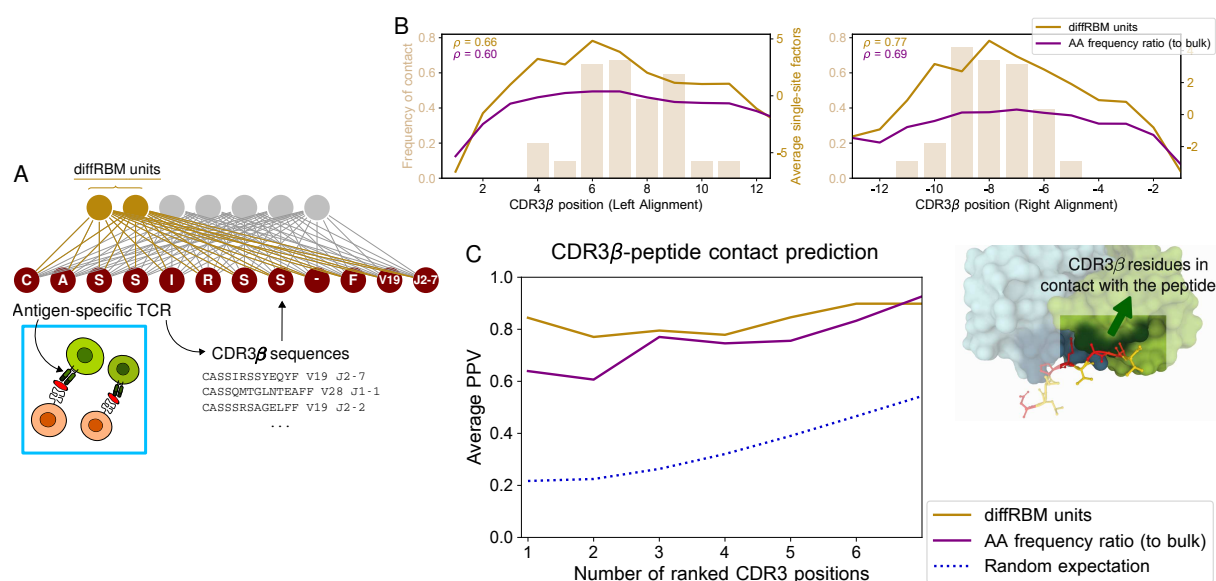 A
diffRBM units
C A S S I R S S - F V19 J2-7
Antigen-specific TCR
CDR3β sequences
CASSIRSSYEQYF V19 J2-7
CASSQMTGLNTEAFF V28 J1-1
CASSSRSAGELFF V19 J2-2
...
B
diffRBM units
AA frequency ratio (to bulk)
ρ = 0.66
ρ = 0.60
Frequency of contact
0.8
0.6
0.4
0.2
0.0
2 4 6 8 10 12
CDR3β position (Left Alignment)
5
0
-5
Average single-site factors
ρ = 0.77
ρ = 0.69
0.8
0.6
0.4
0.2
0.0
-12 -10 -8 -6 -4 -2
CDR3β position (Right Alignment)
2
0
-2
C
CDR3β-peptide contact prediction
Average PPV
1.0
0.8
0.6
0.4
0.2
0.0
1 2 3 4 5 6
Number of ranked CDR3 positions
CDR3β residues in
contact with the peptide
diffRBM units
AA frequency ratio (to bulk)
Random expectation